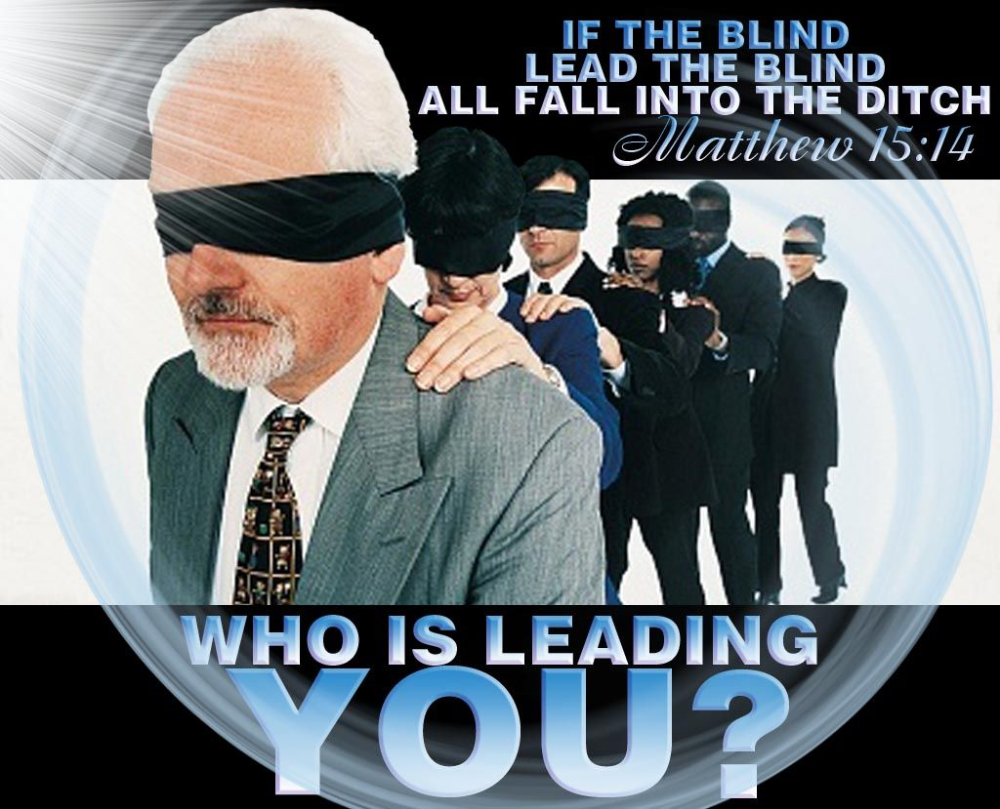 IF THE BLIND
LEAD THE BLIND
ALL FALL INTO THE DITCH
Matthew 15:14
WHO IS LEADING
YOU?